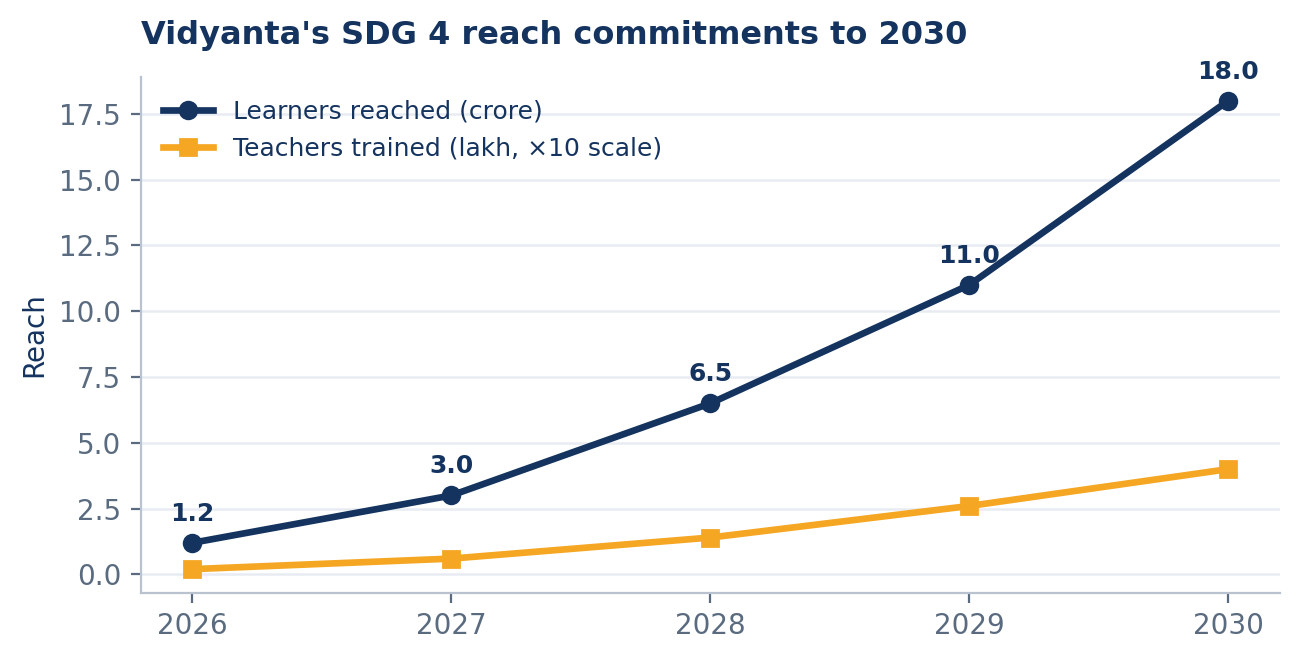 Vidyanta's SDG 4 reach commitments to 2030
18.0
Learners reached (crore)
17.5
Teachers trained (lakh, ×10 scale)
15.0
12.5
11.0
10.0
Reach
7.5
6.5
5.0
3.0
2.5
1.2
0.0
2026 2027 2028 2029 2030